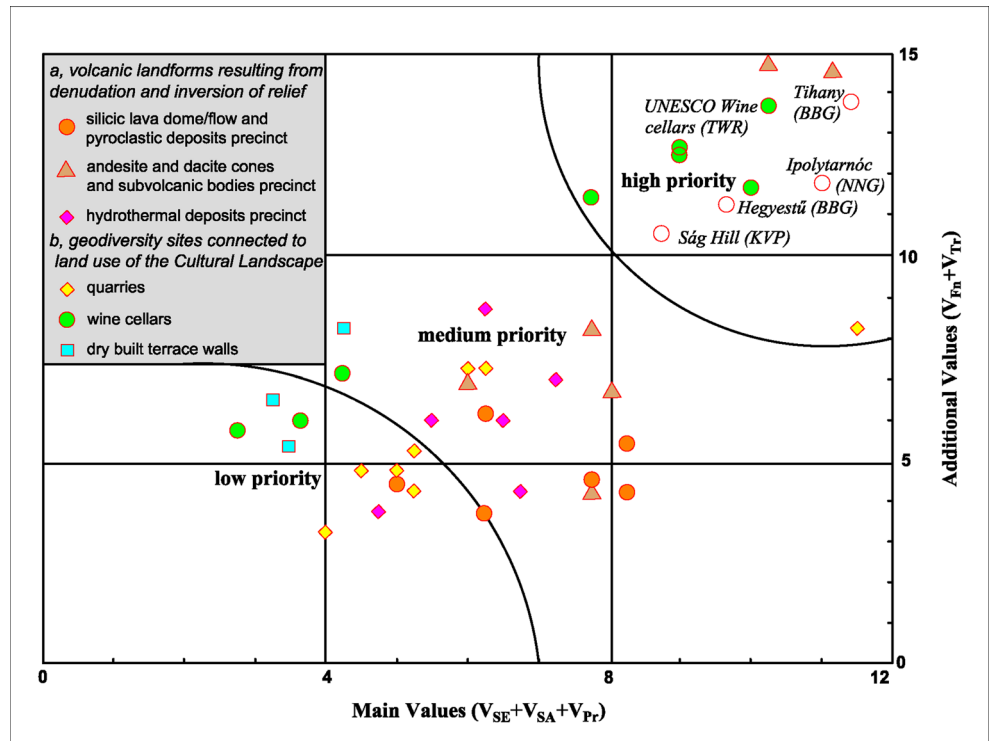 a, volcanic landforms resulting from
denudation and inversion of relief
silicic lava dome/flow and
pyroclastic deposits precinct
andesite and dacite cones
and subvolcanic bodies precinct
hydrothermal deposits precinct
b, geodiversity sites connected to
land use of the Cultural Landscape
quarries
wine cellars
dry built terrace walls
UNESCO Wine
cellars (TWR)
Tihany
(BBG)
Ipolytarnóc
(NNG)
high priority
Hegyestű (BBG)
Ság Hill (KVP)
medium priority
low priority
15
10
5
0
Additional Values (VFn+VTr)
0
4
8
12
Main Values (VSE+VSA+VPr)